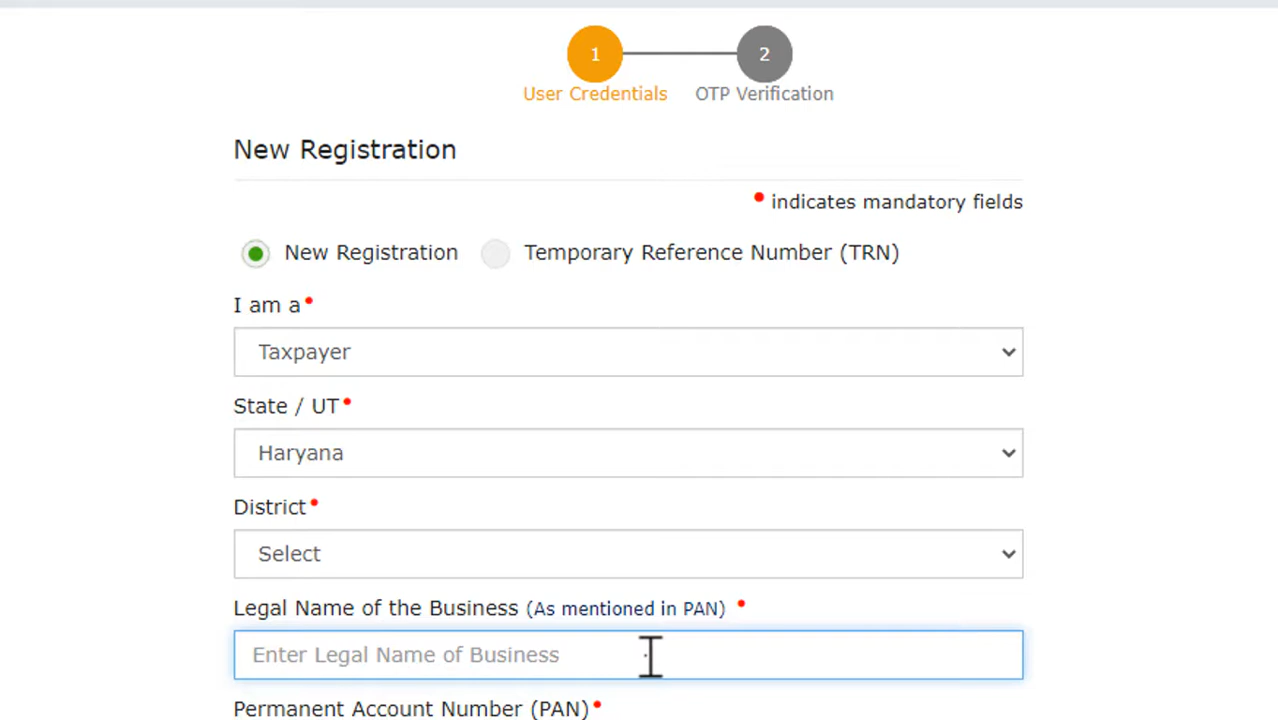 1 2
User Credentials OTP Verification
New Registration
• indicates mandatory fields
New Registration Temporary Reference Number (TRN)
I am a•
Taxpayer
State / UT•
Haryana
District•
Select
Legal Name of the Business (As mentioned in PAN) •
Enter Legal Name of Business
Permanent Account Number (PAN)•